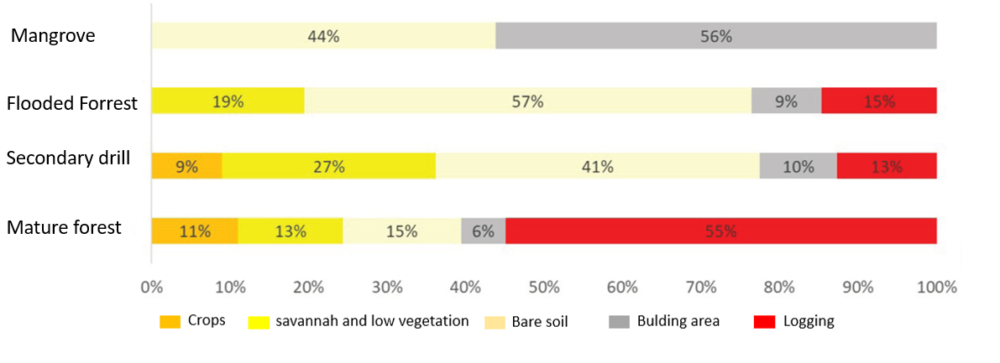 Mangrove
44% 56%
Flooded Forrest
19% 57% 9% 15%
Secondary drill
9% 27% 41% 10% 13%
Mature forest
11% 13% 15% 6% 55%
0% 10% 20% 30% 40% 50% 60% 70% 80% 90% 100%
Crops savannah and low vegetation Bare soil Bulding area Logging